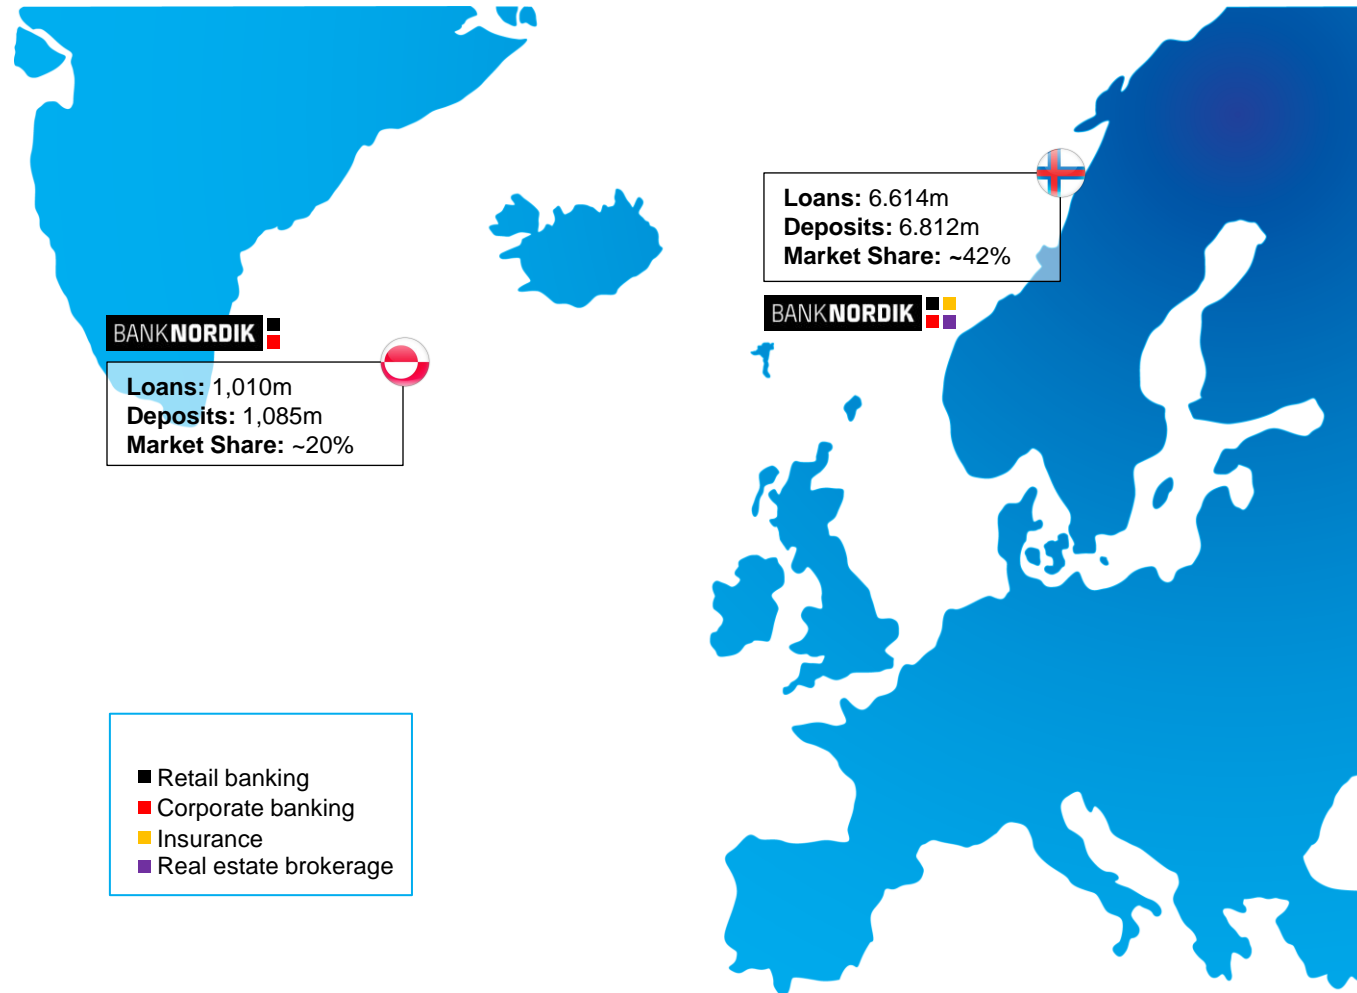 Loans: 6.614m
Deposits: 6.812m
Market Share: ~42%
BANKNORDIK
BANKNORDIK
Loans: 1,010m
Deposits: 1,085m
Market Share: ~20%
Retail banking
Corporate banking
Insurance
Real estate brokerage